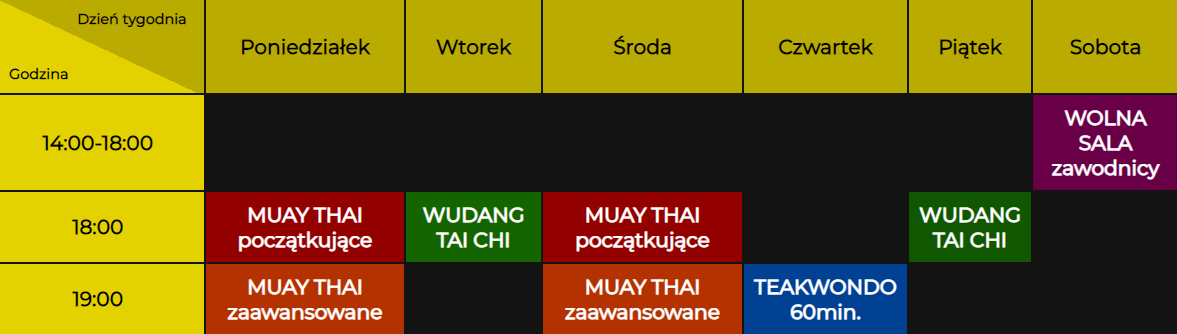 Dzień tygodnia
Godzina
Poniedziałek
Wtorek
Środa
Czwartek
Piątek
Sobota
14:00-18:00
WOLNA
SALA
zawodnicy
18:00
MUAY THAI
początkujące
WUDANG
TAI CHI
MUAY THAI
początkujące
WUDANG
TAI CHI
19:00
MUAY THAI
zaawansowane
MUAY THAI
zaawansowane
TEAKWONDO
60min.